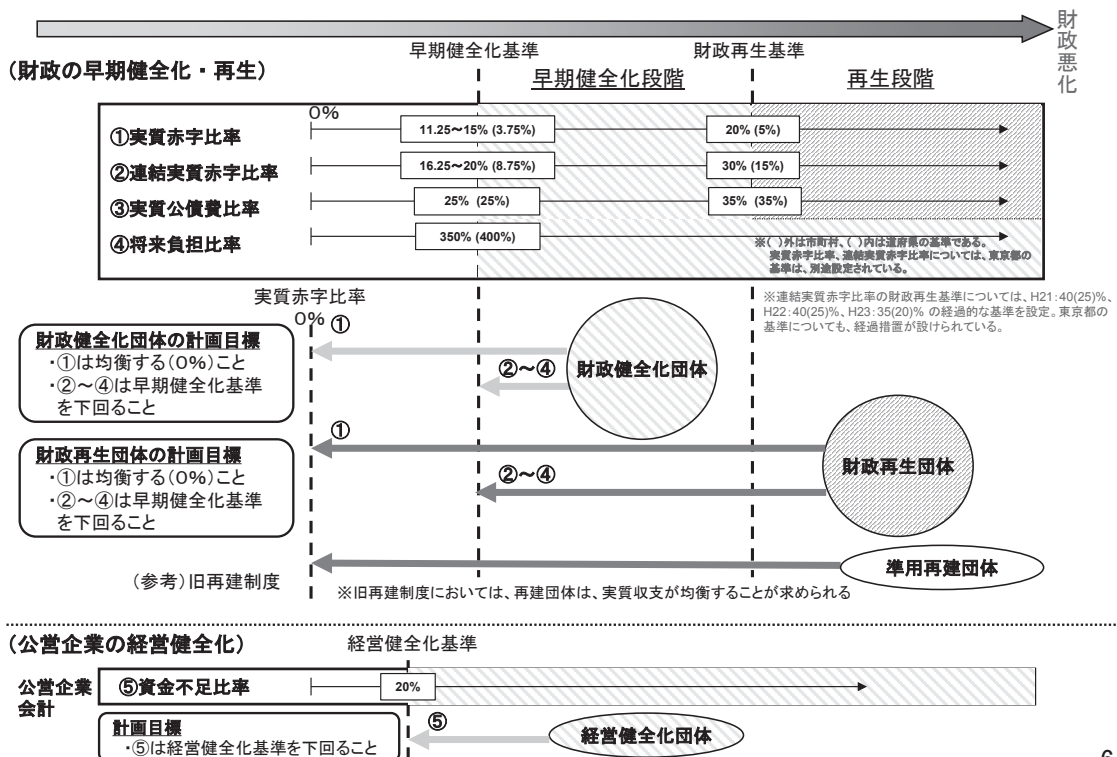 財政悪化
早期健全化基準
財政再生基準
(財政の早期健全化・再生)
早期健全化段階
再生段階
0%
①実質赤字比率
11.25~15% (3.75%)
20% (5%)
②連結実質赤字比率
16.25~20% (8.75%)
30% (15%)
③実質公債費比率
25% (25%)
35% (35%)
④将来負担比率
350% (400%)
※( )外は市町村、( )内は道府県の基準である。
実質赤字比率、連結実質赤字比率については、東京都の
基準は、別途設定されている。
※連結実質赤字比率の財政再生基準については、H21:40(25)%、
H22:40(25)%、H23:35(20)% の経過的な基準を設定。東京都の
基準についても、経過措置が設けられている。
実質赤字比率
0%
①
財政健全化団体の計画目標
・①は均衡する(0%)こと
・②~④は早期健全化基準
を下回ること
②~④
財政健全化団体
財政再生団体の計画目標
・①は均衡する(0%)こと
・②~④は早期健全化基準
を下回ること
①
②~④
財政再生団体
(参考)旧再建制度
準用再建団体
※旧再建制度においては、再建団体は、実質収支が均衡することが求められる
(公営企業の経営健全化)
経営健全化基準
公営企業
会計
⑤資金不足比率
20%
計画目標
・⑤は経営健全化基準を下回ること
⑤
経営健全化団体
6